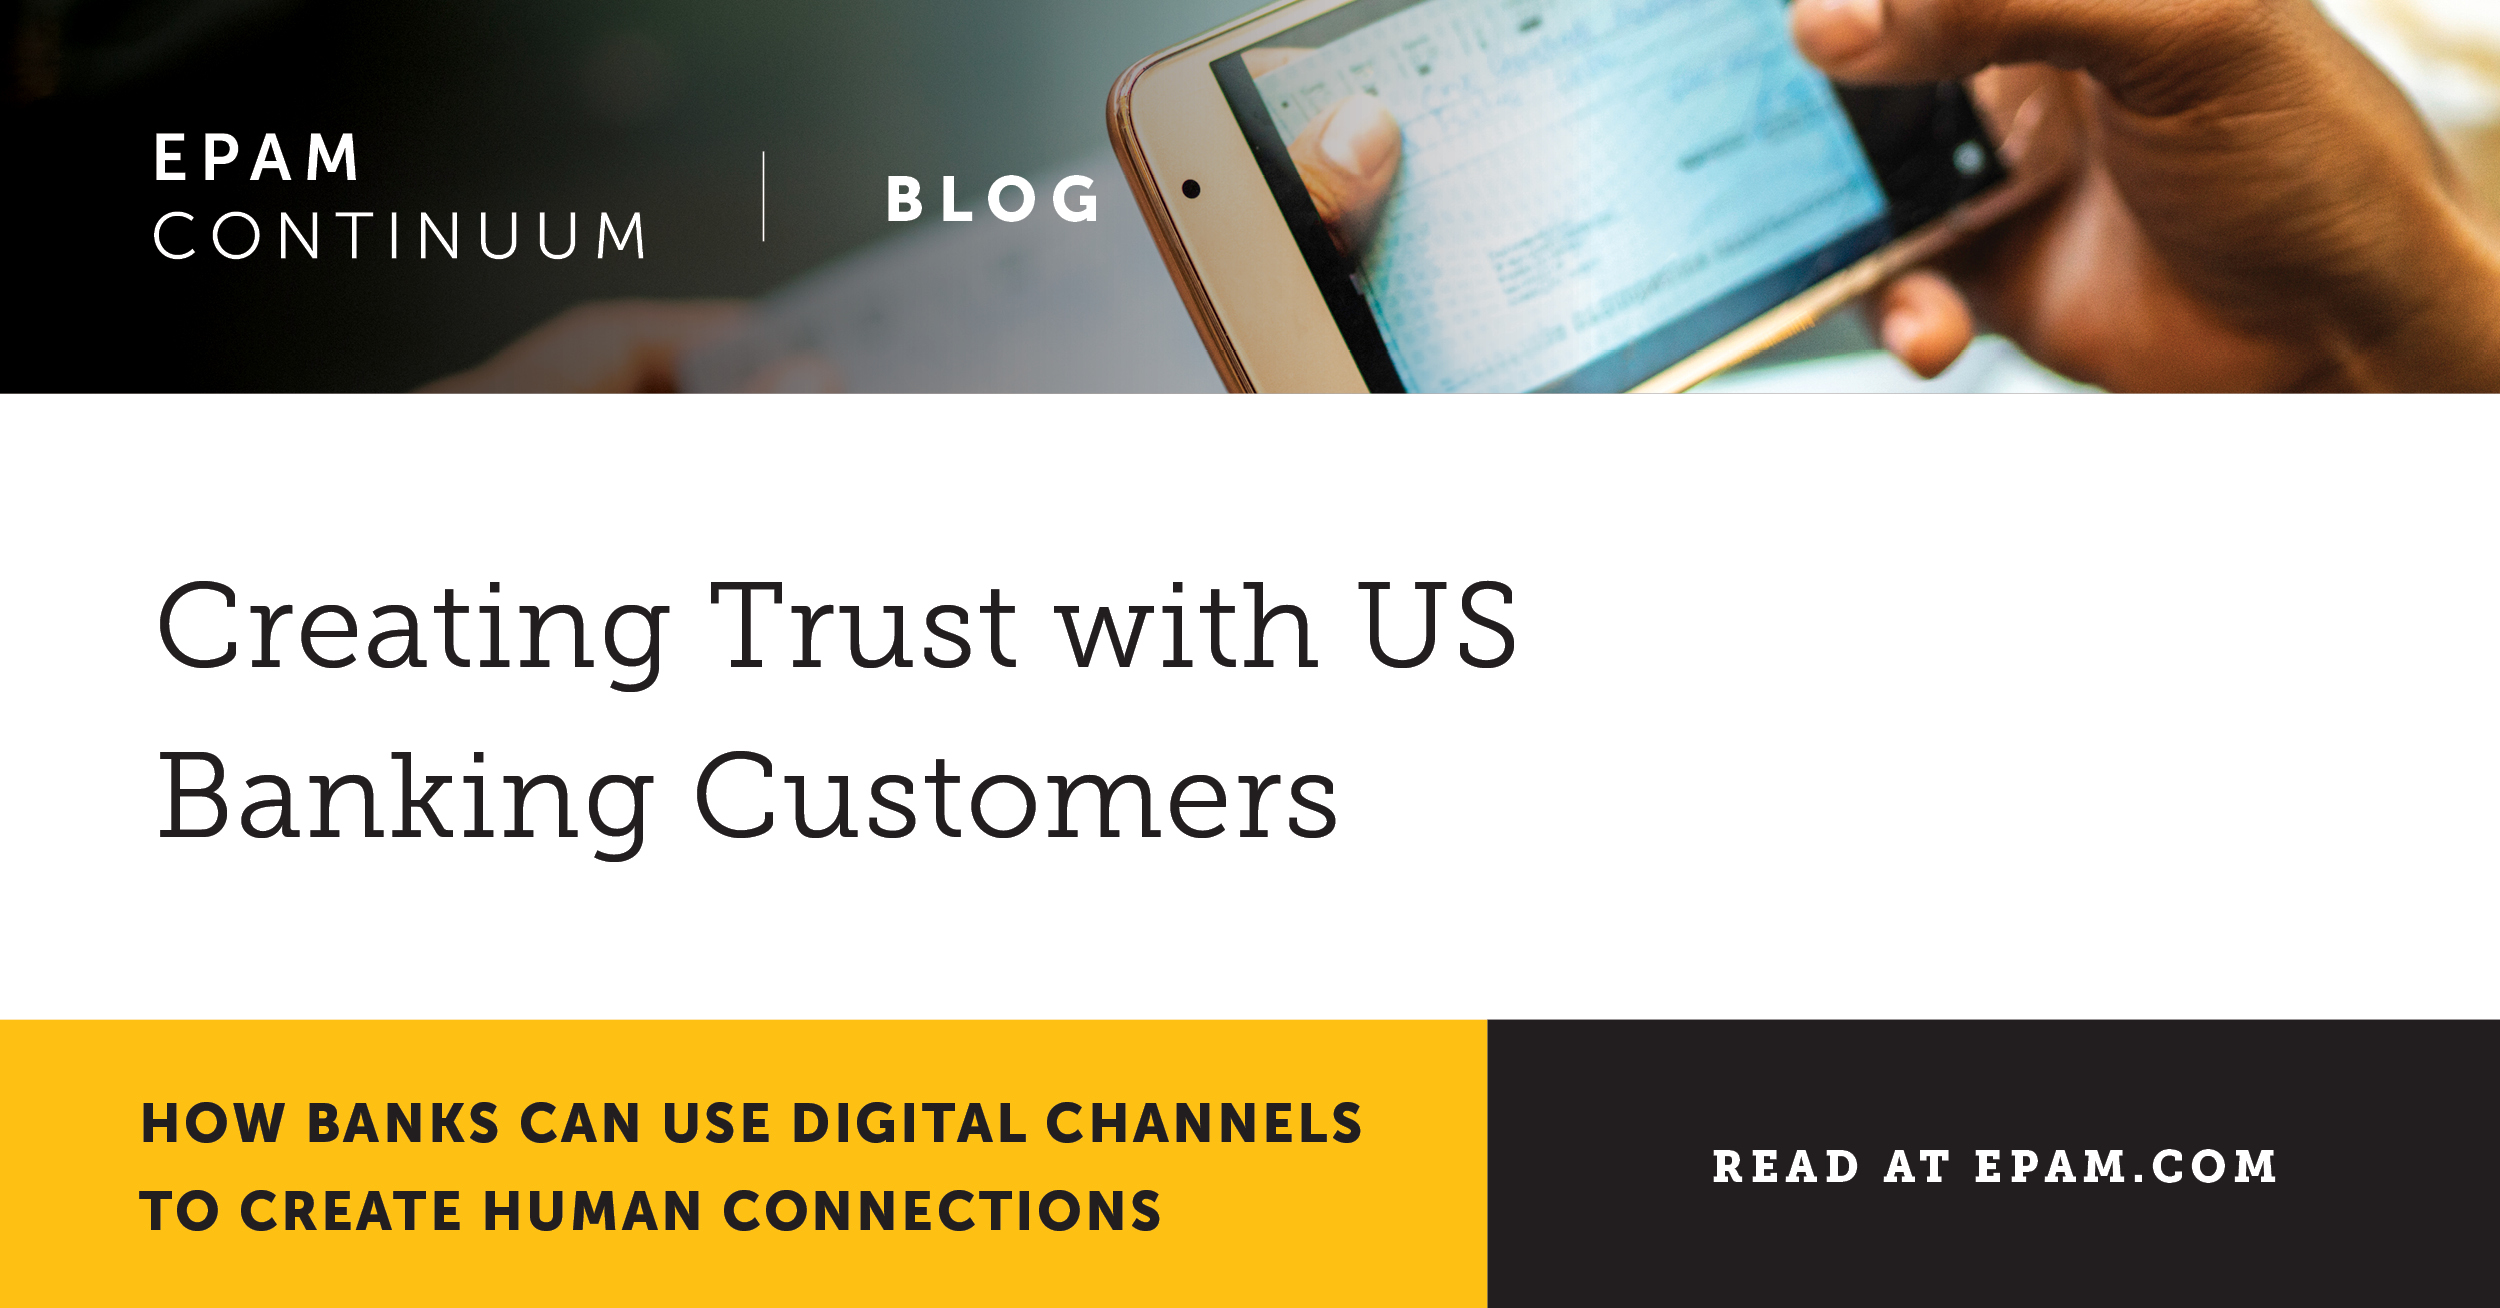 EPAM
CONTINUUM
BLOG
Creating Trust with US
Banking Customers
HOW BANKS CAN USE DIGITAL CHANNELS
TO CREATE HUMAN CONNECTIONS
READ AT EPAM.COM